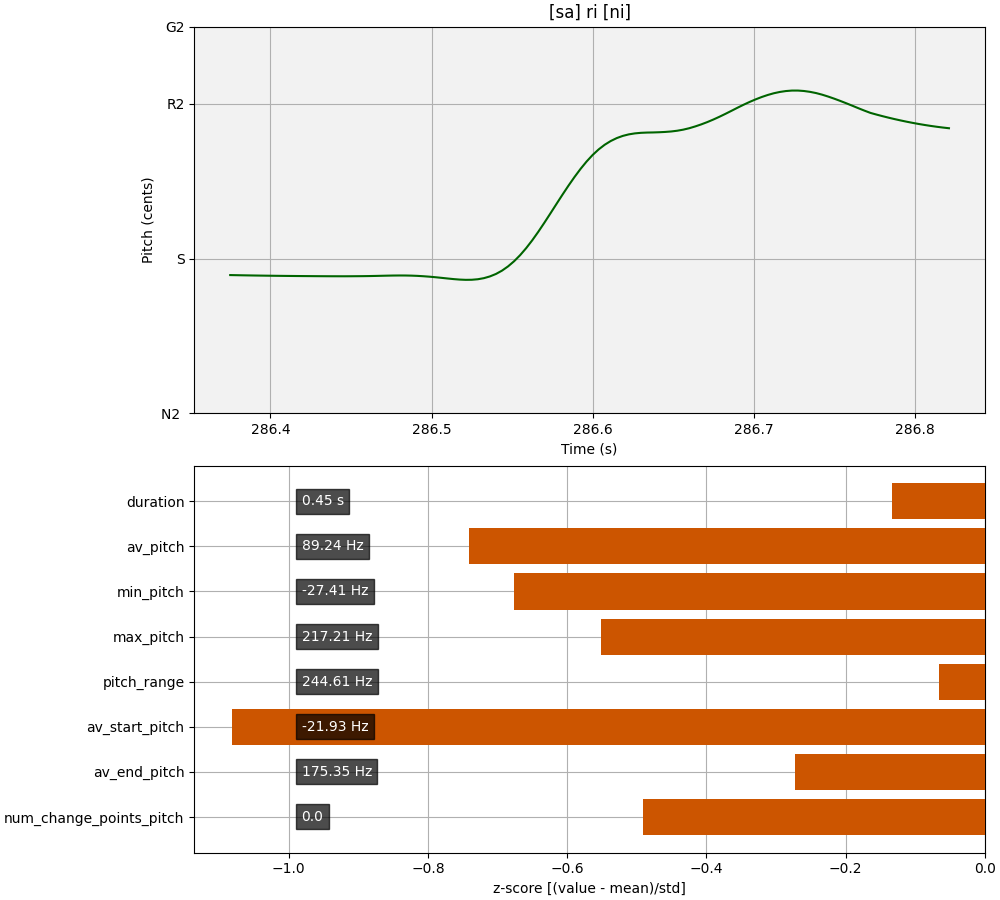 [sa] ri [ni]
G2
R2
S
N2
Pitch (cents)
286.4 286.5 286.6 286.7 286.8
Time (s)
duration 0.45 s
av_pitch 89.24 Hz
min_pitch -27.41 Hz
max_pitch 217.21 Hz
pitch_range 244.61 Hz
av_start_pitch -21.93 Hz
av_end_pitch 175.35 Hz
num_change_points_pitch 0.0
−1.0 −0.8 −0.6 −0.4 −0.2 0.0
z-score [(value - mean)/std]